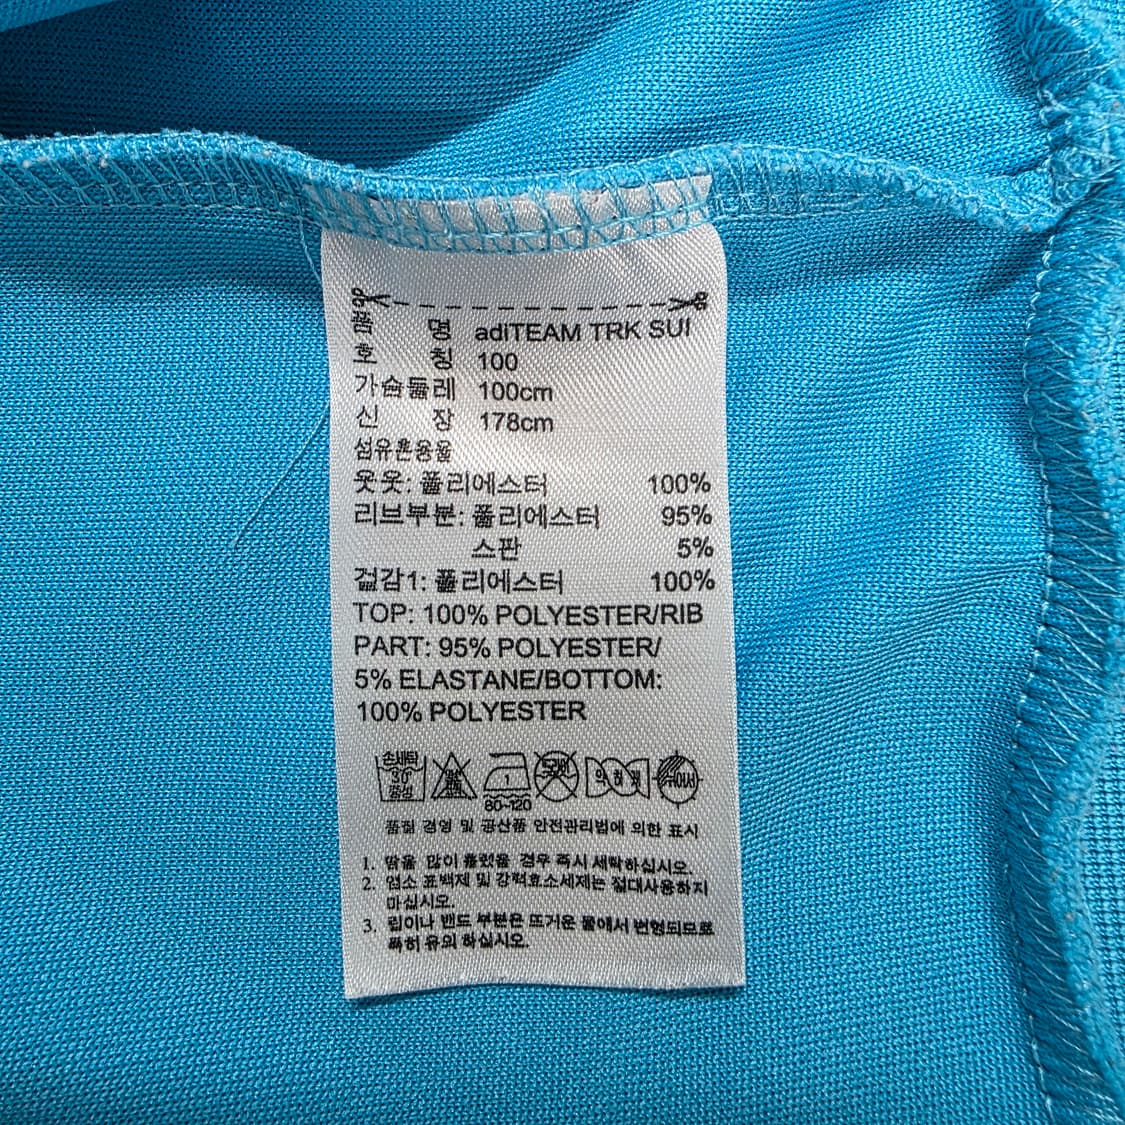 품 명 adiTEAM TRK SUI
호 칭 100
가슴둘레 100cm
신 장 178cm
섬유혼용율
윗옷: 폴리에스터 100%
리브부분: 폴리에스터 95%
스판 5%
겉감1: 폴리에스터 100%
TOP: 100% POLYESTER/RIB
PART: 95% POLYESTER/
5% ELASTANE/BOTTOM:
100% POLYESTER
손세탁 약하게
30° 1
중성 80-120
품질 경영 및 공산품 안전관리법에 의한 표시
1. 땀을 많이 흘렸을 경우 즉시 세탁하십시오.
2. 염소 표백제 및 강력효소세제는 절대사용하지
마십시오.
3. 립이나 밴드 부분은 뜨거운 물에서 변형되므로
특히 유의 하십시오.